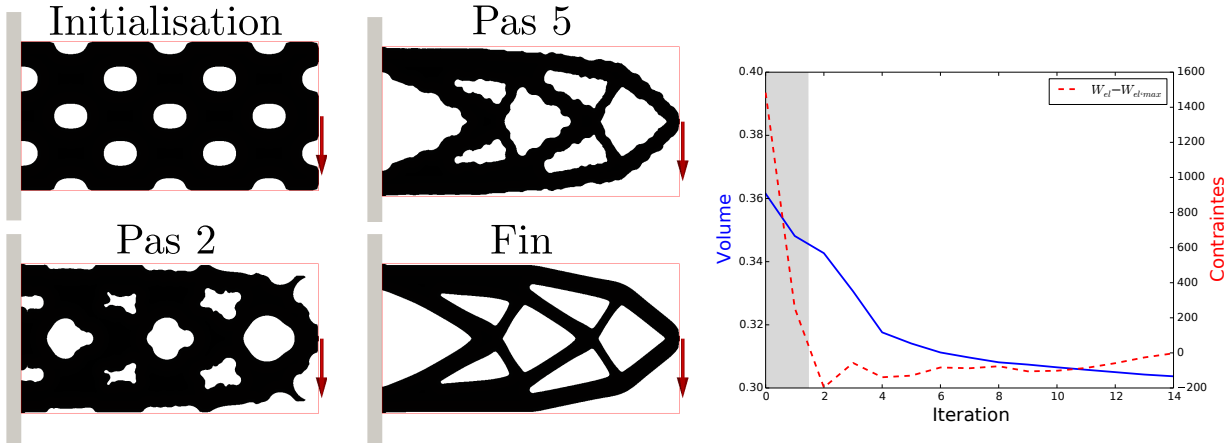 Initialisation
Pas 5
Pas 2
Fin
0.40
0.38
0.36
0.34
0.32
0.30
Volume
1600
1400
1200
1000
800
600
400
200
0
−200
Contraintes
W_el−W_el,max
0 2 4 6 8 10 12 14
Iteration